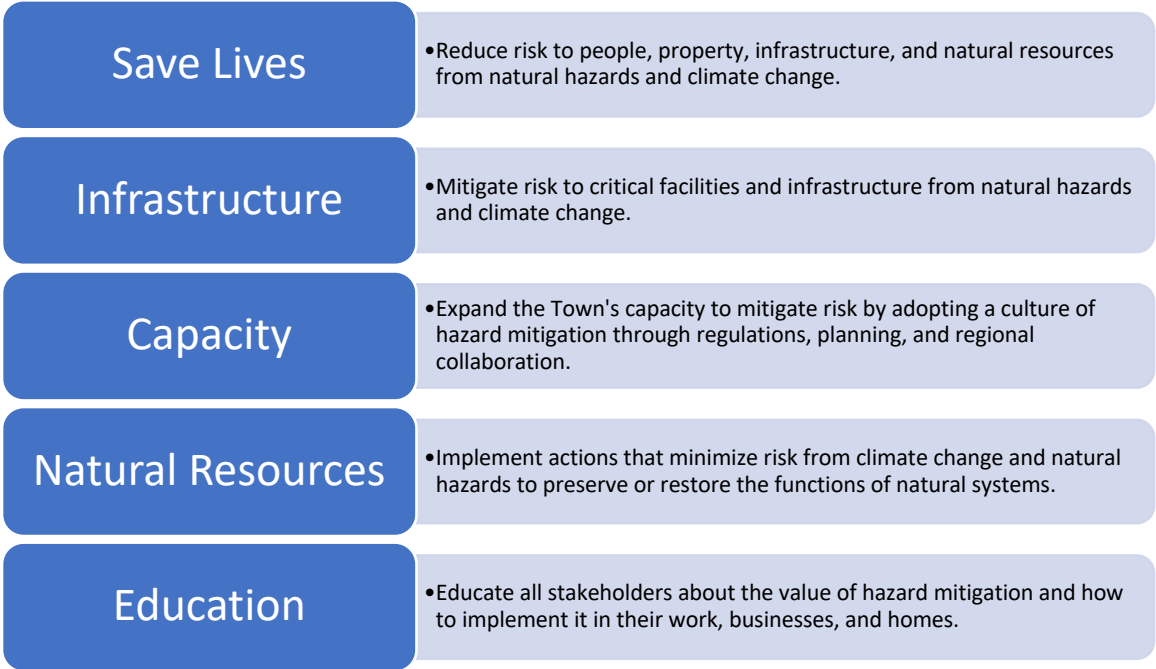 Save Lives
•Reduce risk to people, property, infrastructure, and natural resources
from natural hazards and climate change.
Infrastructure
•Mitigate risk to critical facilities and infrastructure from natural hazards
and climate change.
Capacity
•Expand the Town's capacity to mitigate risk by adopting a culture of
hazard mitigation through regulations, planning, and regional
collaboration.
Natural Resources
•Implement actions that minimize risk from climate change and natural
hazards to preserve or restore the functions of natural systems.
Education
•Educate all stakeholders about the value of hazard mitigation and how
to implement it in their work, businesses, and homes.